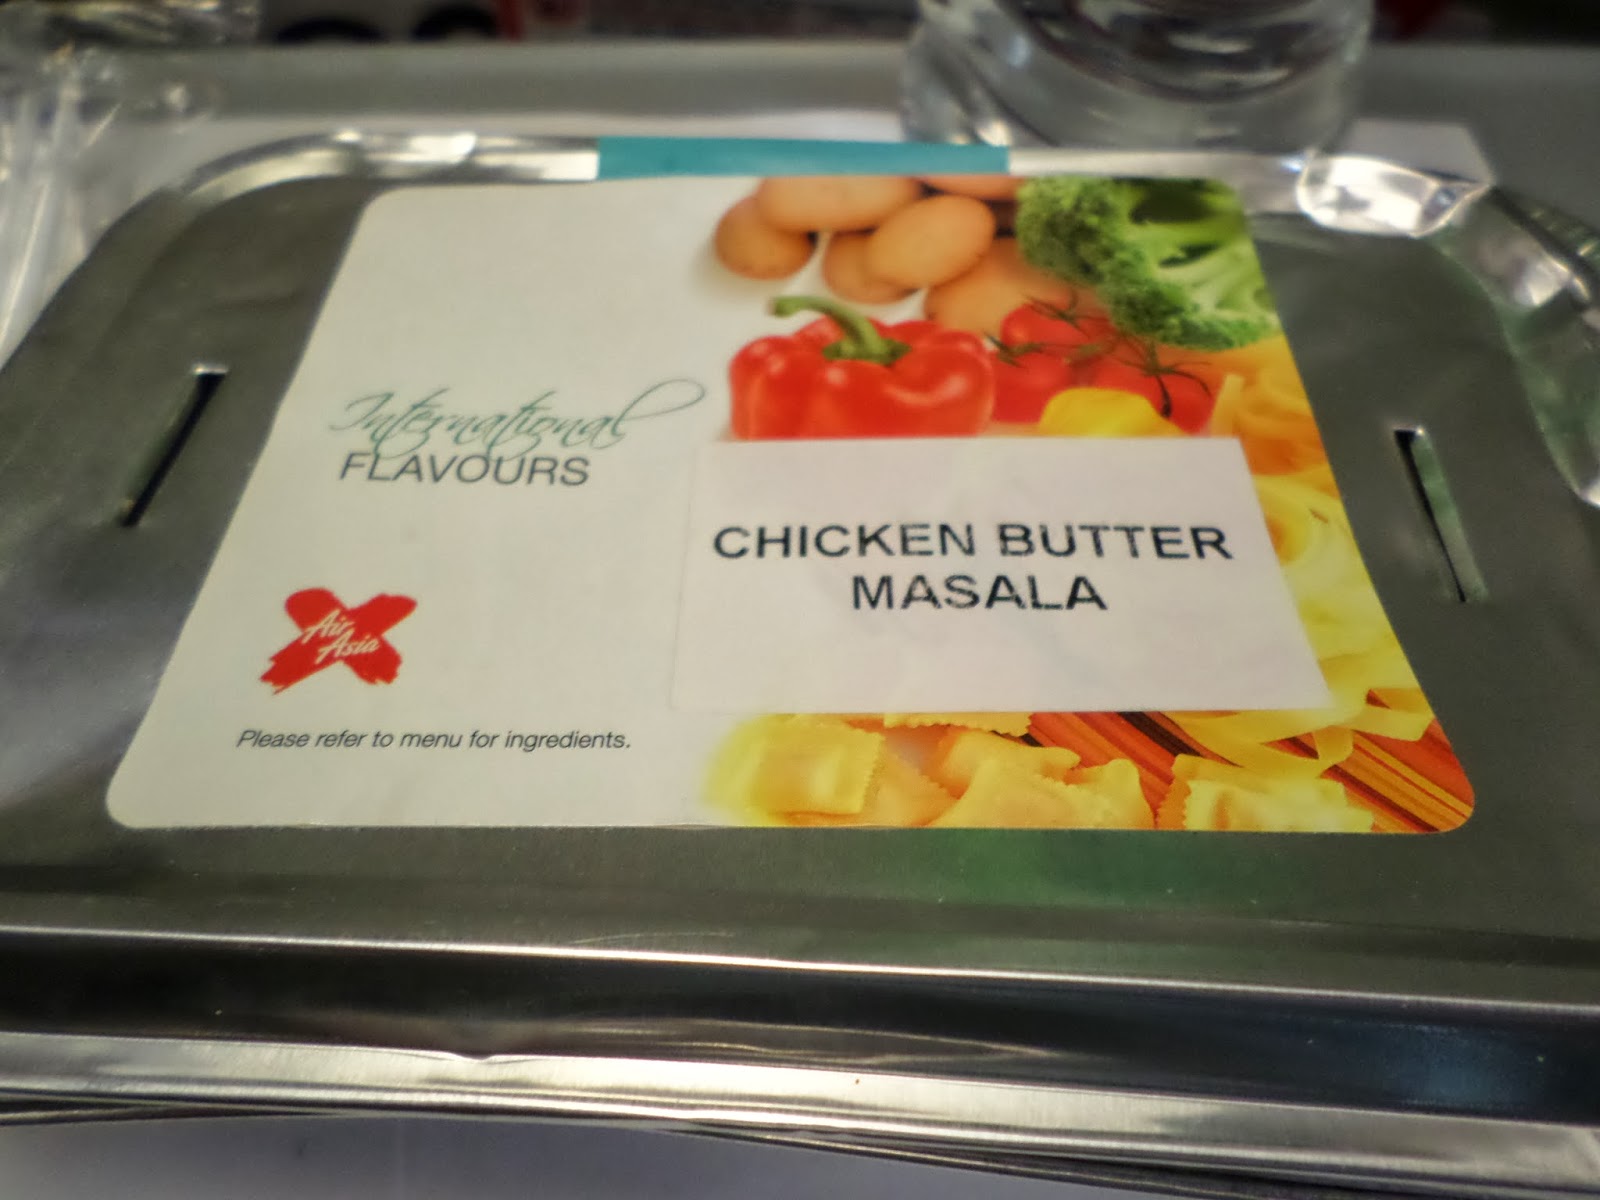 International
FLAVOURS
CHICKEN BUTTER
MASALA
Air
Asia
Please refer to menu for ingredients.